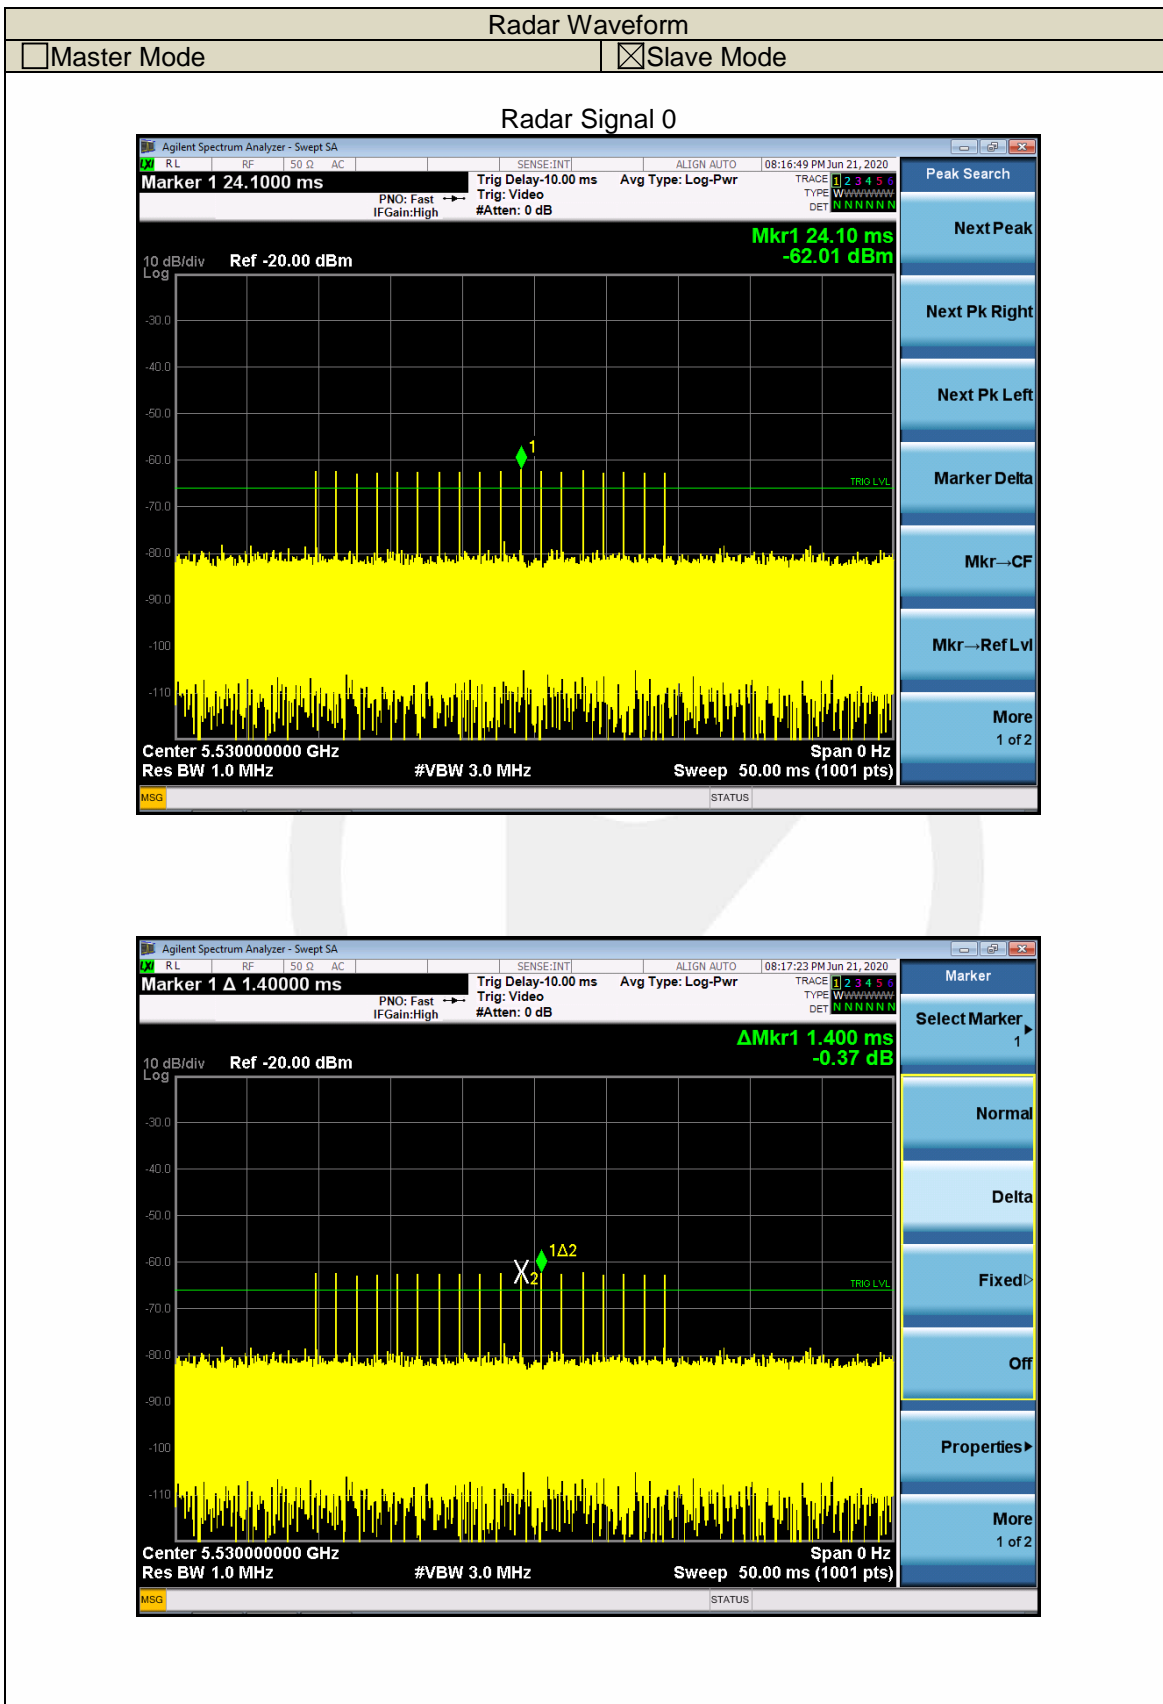 Radar Waveform
☐Master Mode ☒Slave Mode
Radar Signal 0
Agilent Spectrum Analyzer - Swept SA
LXI RL RF 50 Ω AC SENSE:INT ALIGN AUTO 08:16:49 PM Jun 21, 2020
Marker 1 24.1000 ms
PNO: Fast
IFGain:High
Trig Delay-10.00 ms
Trig: Video
#Atten: 0 dB
Avg Type: Log-Pwr
TRACE 1 2 3 4 5 6
TYPE WWWWWW
DET N N N N N N
Mkr1 24.10 ms
-62.01 dBm
10 dB/div Ref -20.00 dBm
Log
-30.0
-40.0
-50.0
1
-60.0
TRIG LVL
-70.0
-80.0
-90.0
-100
-110
Center 5.530000000 GHz Span 0 Hz
Res BW 1.0 MHz #VBW 3.0 MHz Sweep 50.00 ms (1001 pts)
MSG STATUS
Peak Search
Next Peak
Next Pk Right
Next Pk Left
Marker Delta
Mkr→CF
Mkr→Ref Lvl
More
1 of 2
Agilent Spectrum Analyzer - Swept SA
LXI RL RF 50 Ω AC SENSE:INT ALIGN AUTO 08:17:23 PM Jun 21, 2020
Marker 1 Δ 1.40000 ms
PNO: Fast
IFGain:High
Trig Delay-10.00 ms
Trig: Video
#Atten: 0 dB
Avg Type: Log-Pwr
TRACE 1 2 3 4 5 6
TYPE WWWWWW
DET N N N N N N
ΔMkr1 1.400 ms
-0.37 dB
10 dB/div Ref -20.00 dBm
Log
-30.0
-40.0
-50.0
1Δ2
-60.0
X2
TRIG LVL
-70.0
-80.0
-90.0
-100
-110
Center 5.530000000 GHz Span 0 Hz
Res BW 1.0 MHz #VBW 3.0 MHz Sweep 50.00 ms (1001 pts)
MSG STATUS
Marker
Select Marker
1
Normal
Delta
Fixed
Off
Properties
More
1 of 2